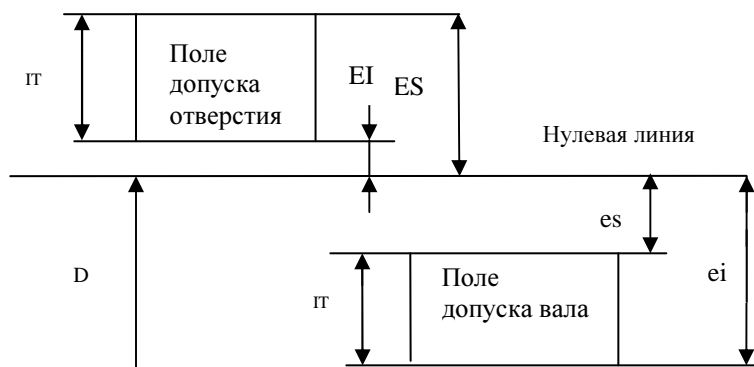 IT
Поле
допуска
отверстия
EI
ES
Нулевая линия
es
D
IT
Поле
допуска вала
ei